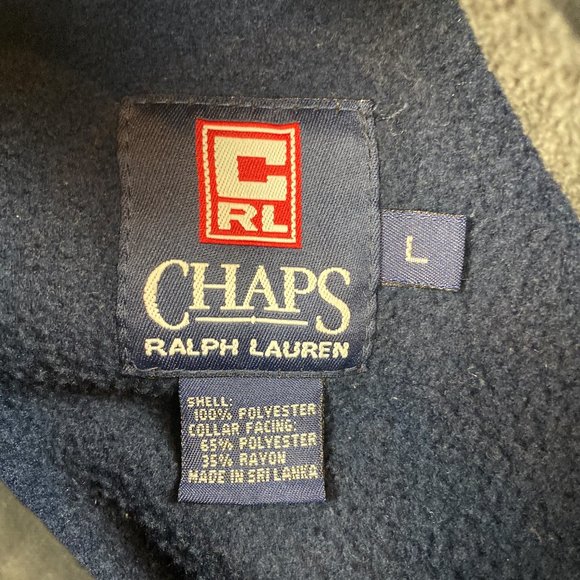 C
RL
CHAPS
RALPH LAUREN
L
SHELL:
100% POLYESTER
COLLAR FACING:
65% POLYESTER
35% RAYON
MADE IN SRI LANKA